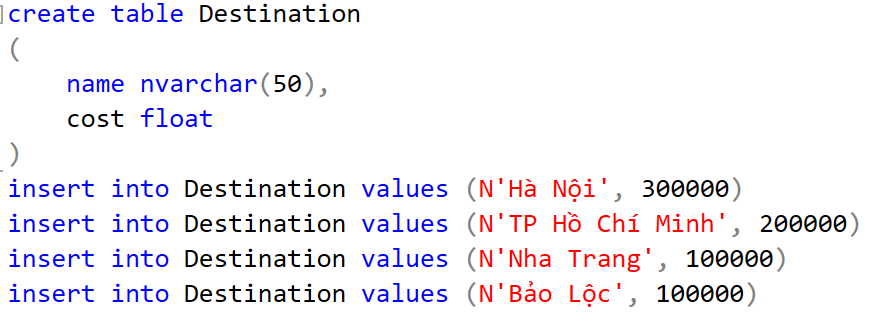 create table Destination
(
    name nvarchar(50),
    cost float
)
insert into Destination values (N'Hà Nội', 300000)
insert into Destination values (N'TP Hồ Chí Minh', 200000)
insert into Destination values (N'Nha Trang', 100000)
insert into Destination values (N'Bảo Lộc', 100000)